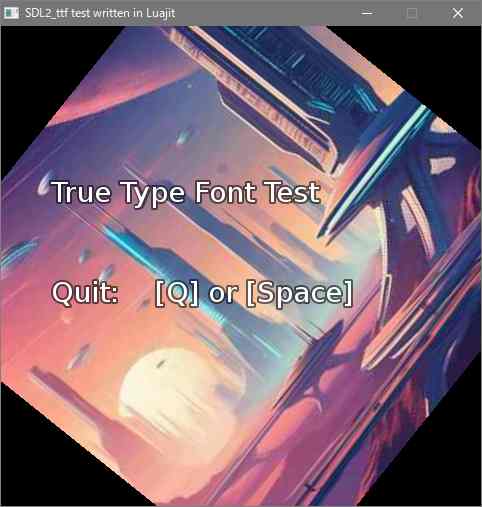 SDL2_ttf test written in Luajit
True Type Font Test
Quit: [Q] or [Space]